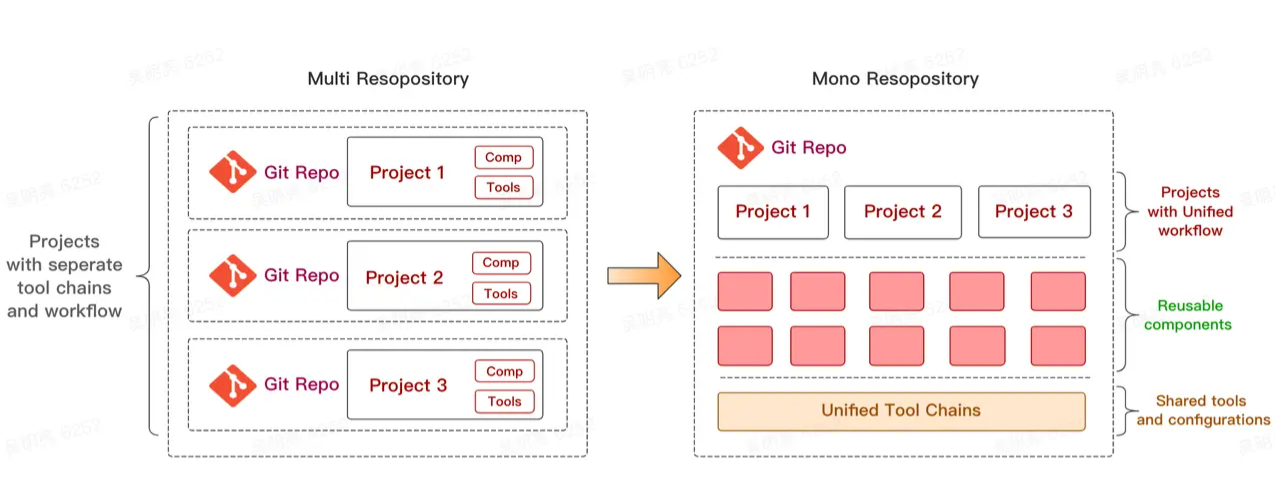 Multi Resopository
Mono Resopository
Projects
with seperate
tool chains
and workflow
Git Repo
Project 1
Comp
Tools
Git Repo
Project 2
Comp
Tools
Git Repo
Project 3
Comp
Tools
Git Repo
Project 1
Project 2
Project 3
Projects
with Unified
workflow
Reusable
components
Unified Tool Chains
Shared tools
and configurations